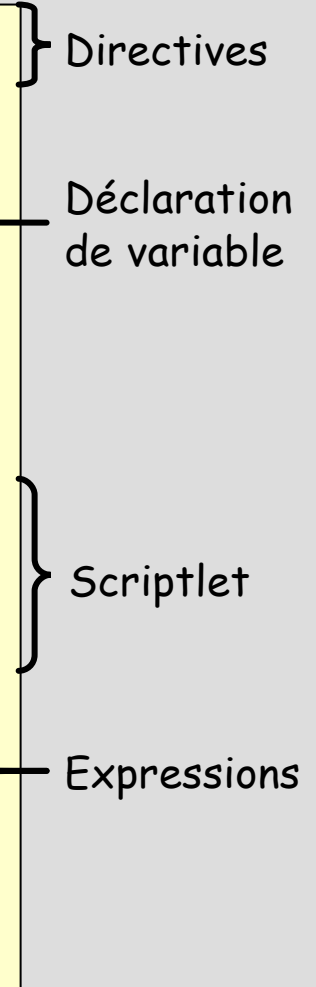 Directives
Déclaration
de variable
Scriptlet
Expressions